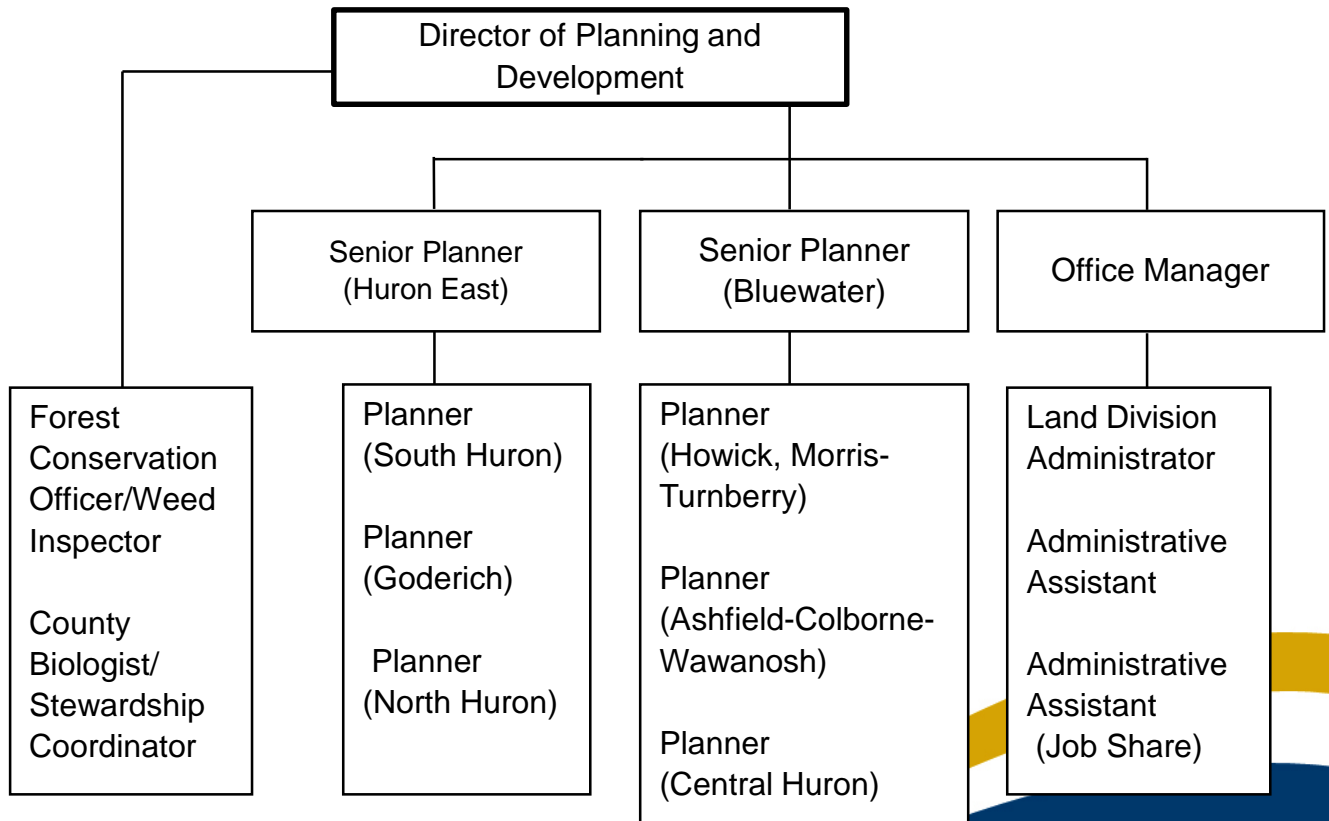 Director of Planning and
Development
Senior Planner
(Huron East)
Senior Planner
(Bluewater)
Office Manager
Forest
Conservation
Officer/Weed
Inspector
County
Biologist/
Stewardship
Coordinator
Planner
(South Huron)
Planner
(Goderich)
Planner
(North Huron)
Planner
(Howick, Morris-
Turnberry)
Planner
(Ashfield-Colborne-
Wawanosh)
Planner
(Central Huron)
Land Division
Administrator
Administrative
Assistant
Administrative
Assistant
(Job Share)